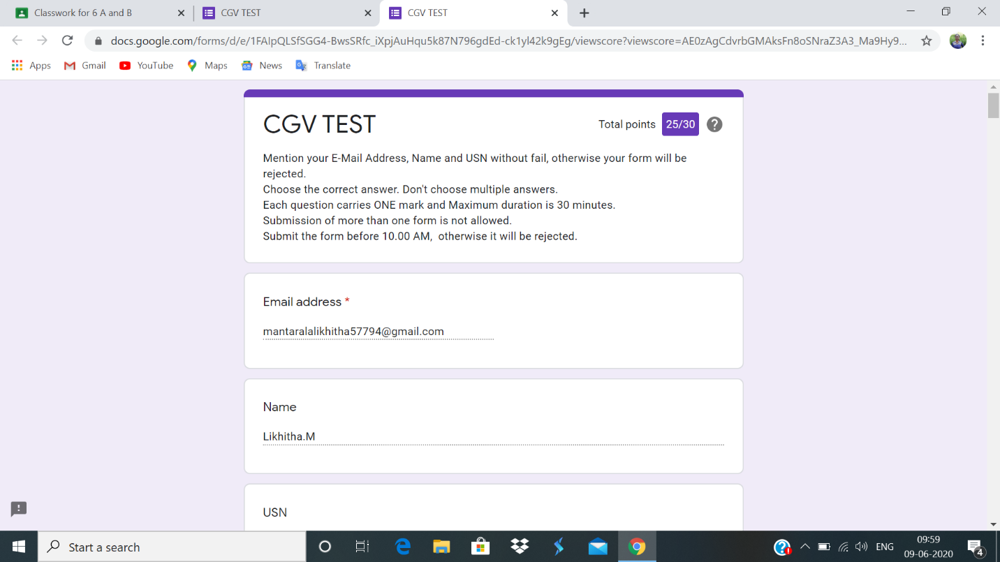 Classwork for 6 A and B
CGV TEST
CGV TEST
docs.google.com/forms/d/e/1FAIpQLSfSGG4-BwsSRfc_iXpjAuHqu5k87N796gdEd-ck1yl42k9gEg/viewscore?viewscore=AE0zAgCdvrbGMAksFn8oSNraZ3A3_Ma9Hy9...
Apps
Gmail
YouTube
Maps
News
Translate
CGV TEST
Total points 25/30
Mention your E-Mail Address, Name and USN without fail, otherwise your form will be
rejected.
Choose the correct answer. Don't choose multiple answers.
Each question carries ONE mark and Maximum duration is 30 minutes.
Submission of more than one form is not allowed.
Submit the form before 10.00 AM,  otherwise it will be rejected.
Email address *
mantaralalikhitha57794@gmail.com
Name
Likhitha.M
USN
Start a search
ENG
09:59
09-06-2020
4